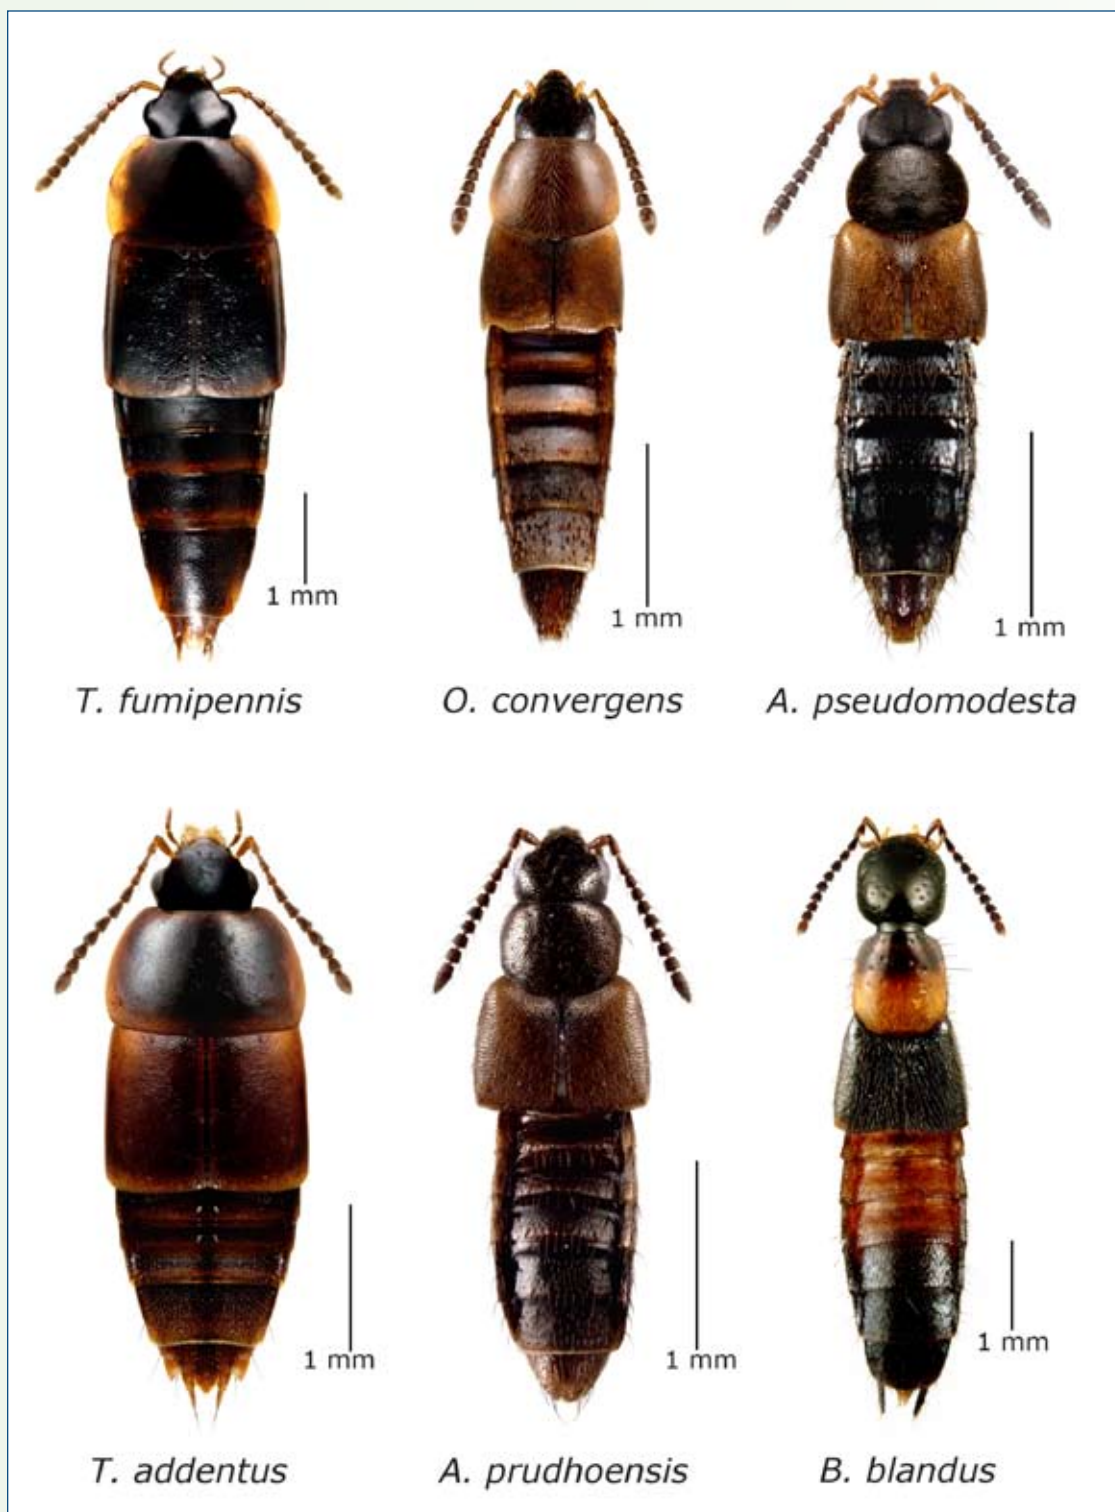 1 mm
1 mm
1 mm
T. fumipennis
O. convergens
A. pseudomodesta
1 mm
1 mm
1 mm
T. addentus
A. prudhoensis
B. blandus